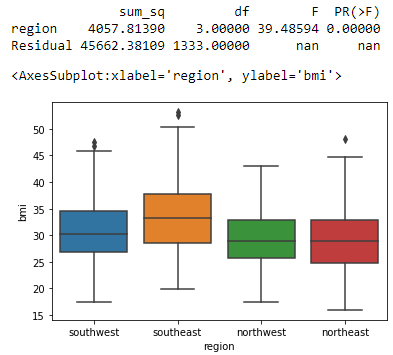 sum_sq df F PR(>F)
region 4057.81390 3.00000 39.48594 0.00000
Residual 45662.38109 1333.00000 nan nan
<AxesSubplot:xlabel='region', ylabel='bmi'>
50
45
40
35
30
25
20
15
bmi
southwest southeast northwest northeast
region